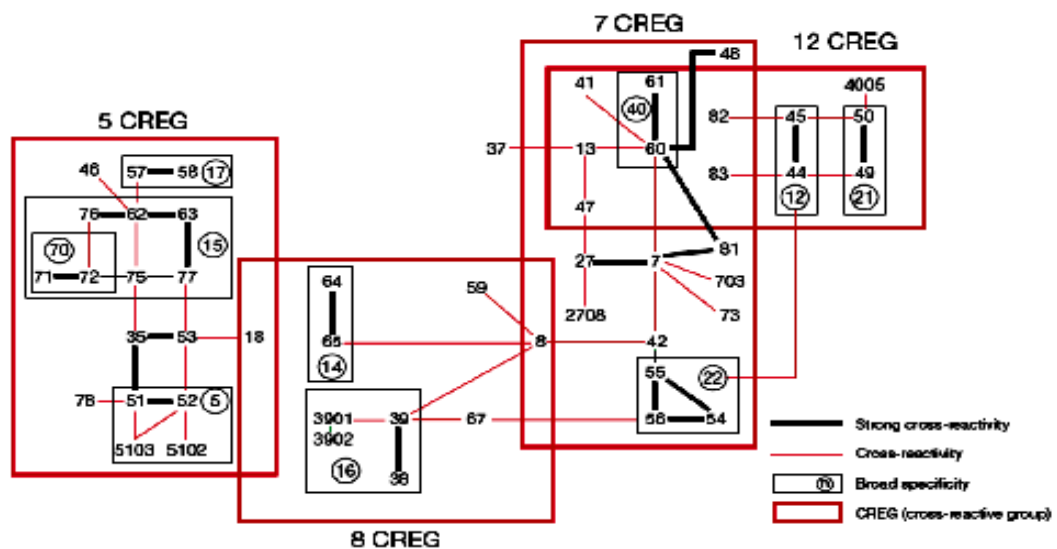 7 CREG
12 CREG
48
41 61 4005
40
5 CREG
82 45 50
37 13 60
46 57 58 17
83 44 49
12 21
76 62 63
47
70 15
81
71 72 75 77
27 7
64 59 703
2708 73
35 53 18 65 8 42
14
55 22
78 51 52 5
3901 39 67 56 54
3902
5103 5102
16 38
Strong cross-reactivity
Cross-reactivity
Broad specificity
CREG (cross-reactive group)
8 CREG